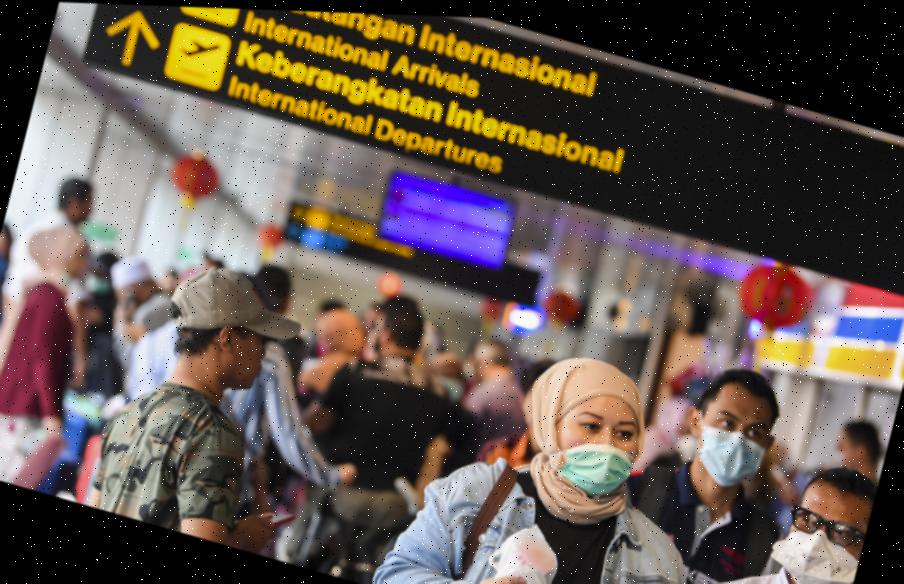 Internasional
International Arrivals
Keberangkatan Internasional
International Departures